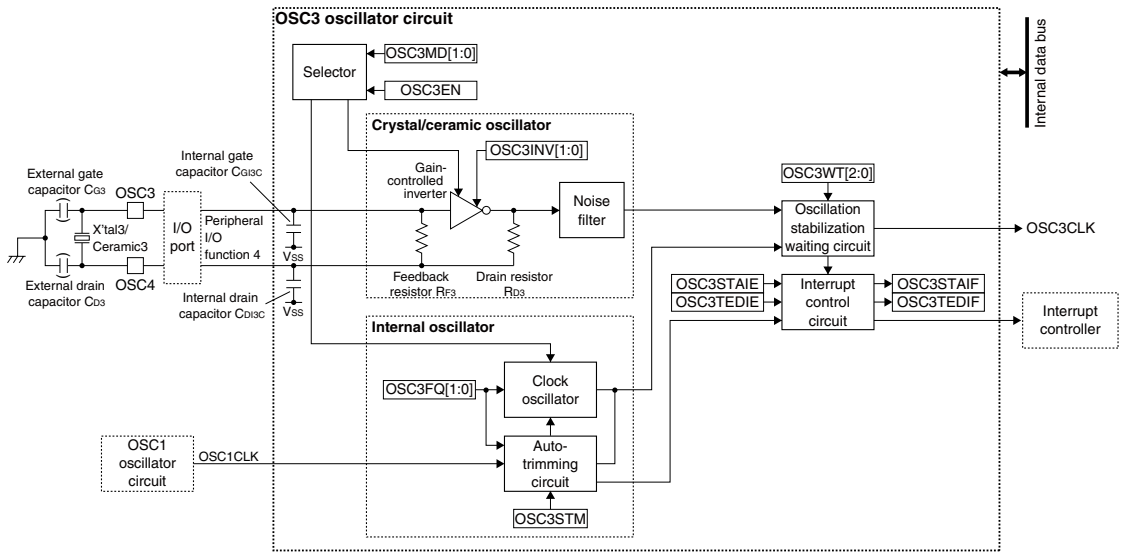 OSC3 oscillator circuit
Internal data bus
Selector
OSC3MD[1:0]
OSC3EN
Crystal/ceramic oscillator
OSC3INV[1:0]
Gain-
controlled
inverter
Noise
filter
Internal gate
capacitor CGI3C
External gate
capacitor CG3
OSC3
X'tal3/
Ceramic3
I/O
port
Peripheral
I/O
function 4
VSS
External drain
capacitor CD3
OSC4
Internal drain
capacitor CDI3C
VSS
Feedback
resistor RF3
Drain resistor
RD3
OSC3WT[2:0]
Oscillation
stabilization
waiting circuit
OSC3CLK
OSC3STAIE
OSC3TEDIE
Interrupt
control
circuit
OSC3STAIF
OSC3TEDIF
Interrupt
controller
Internal oscillator
OSC3FQ[1:0]
Clock
oscillator
OSC1
oscillator
circuit
OSC1CLK
Auto-
trimming
circuit
OSC3STM